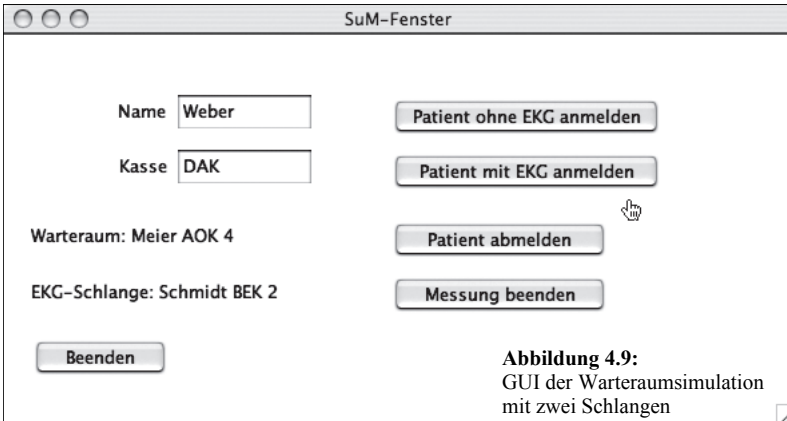 SuM-Fenster
Name Weber
Patient ohne EKG anmelden
Kasse DAK
Patient mit EKG anmelden
Warteraum: Meier AOK 4
Patient abmelden
EKG-Schlange: Schmidt BEK 2
Messung beenden
Beenden
Abbildung 4.9:
GUI der Warteraumsimulation
mit zwei Schlangen